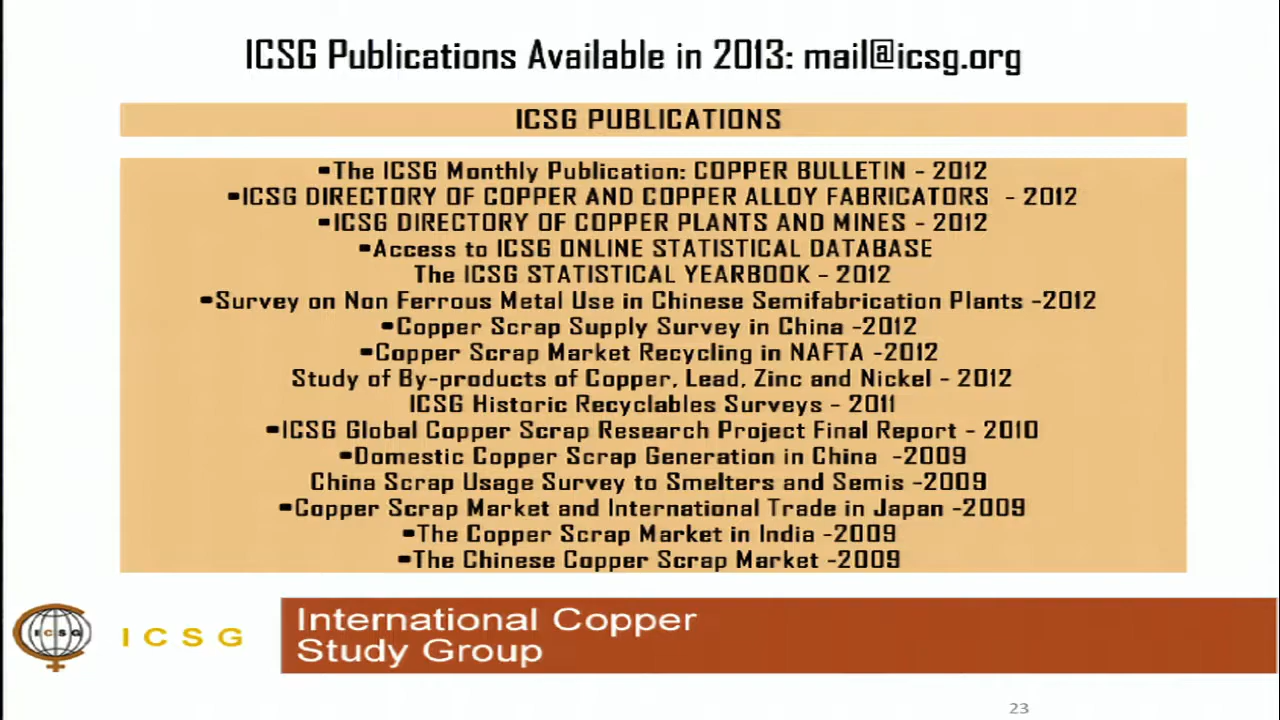 ICSG Publications Available in 2013: mail@icsg.org
ICSG PUBLICATIONS
▪The ICSG Monthly Publication: COPPER BULLETIN - 2012
▪ICSG DIRECTORY OF COPPER AND COPPER ALLOY FABRICATORS - 2012
▪ICSG DIRECTORY OF COPPER PLANTS AND MINES - 2012
▪Access to ICSG ONLINE STATISTICAL DATABASE
The ICSG STATISTICAL YEARBOOK - 2012
▪Survey on Non Ferrous Metal Use in Chinese Semifabrication Plants -2012
▪Copper Scrap Supply Survey in China -2012
▪Copper Scrap Market Recycling in NAFTA -2012
Study of By-products of Copper, Lead, Zinc and Nickel - 2012
ICSG Historic Recyclables Surveys - 2011
▪ICSG Global Copper Scrap Research Project Final Report - 2010
▪Domestic Copper Scrap Generation in China -2009
China Scrap Usage Survey to Smelters and Semis -2009
▪Copper Scrap Market and International Trade in Japan -2009
▪The Copper Scrap Market in India -2009
▪The Chinese Copper Scrap Market -2009
ICSG
ICSG
International Copper
Study Group
23